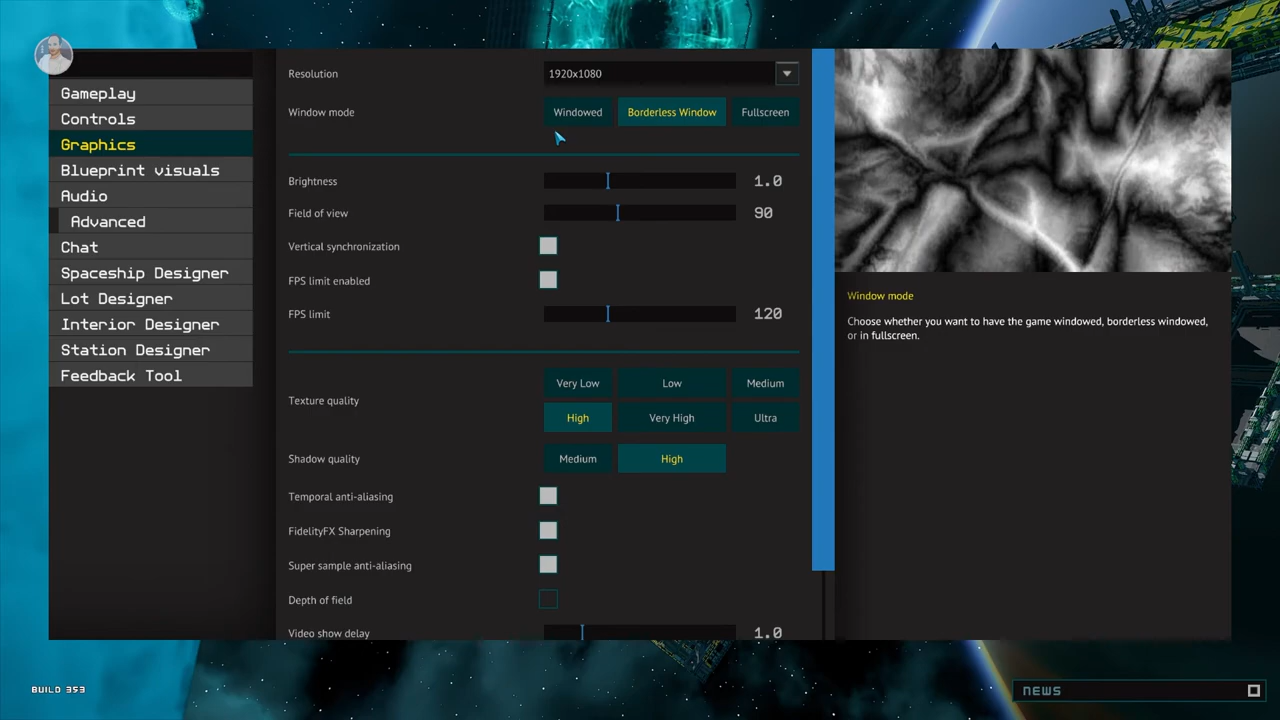 Gameplay
Controls
Graphics
Blueprint visuals
Audio
Advanced
Chat
Spaceship Designer
Lot Designer
Interior Designer
Station Designer
Feedback Tool
Resolution 1920x1080
Window mode Windowed Borderless Window Fullscreen
Brightness 1.0
Field of view 90
Vertical synchronization
FPS limit enabled
FPS limit 120
Texture quality
Very Low Low Medium
High Very High Ultra
Shadow quality Medium High
Temporal anti-aliasing
FidelityFX Sharpening
Super sample anti-aliasing
Depth of field
Video show delay 1.0
Window mode
Choose whether you want to have the game windowed, borderless windowed,
or in fullscreen.
BUILD 353
NEWS